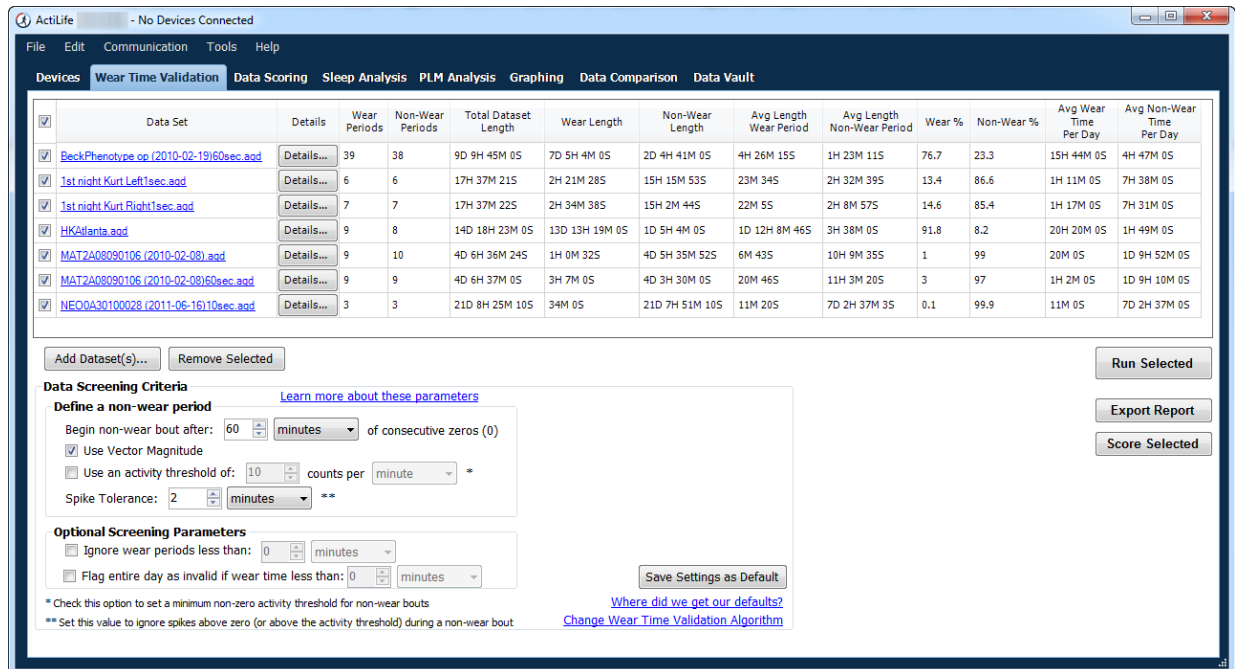 ActiLife - No Devices Connected
File Edit Communication Tools Help
Devices Wear Time Validation Data Scoring Sleep Analysis PLM Analysis Graphing Data Comparison Data Vault
Data Set Details Wear Periods Non-Wear Periods Total Dataset Length Wear Length Non-Wear Length Avg Length Wear Period Avg Length Non-Wear Period Wear % Non-Wear % Avg Wear Time Per Day Avg Non-Wear Time Per Day
BeckPhenotype op (2010-02-19)60sec.agd Details... 39 38 9D 9H 45M 0S 7D 5H 4M 0S 2D 4H 41M 0S 4H 26M 15S 1H 23M 11S 76.7 23.3 15H 44M 0S 4H 47M 0S
1st night Kurt Left1sec.agd Details... 6 6 17H 37M 21S 2H 21M 28S 15H 15M 53S 23M 34S 2H 32M 39S 13.4 86.6 1H 11M 0S 7H 38M 0S
1st night Kurt Right1sec.agd Details... 7 7 17H 37M 22S 2H 34M 38S 15H 2M 44S 22M 5S 2H 8M 57S 14.6 85.4 1H 17M 0S 7H 31M 0S
HKAtlanta.agd Details... 9 8 14D 18H 23M 0S 13D 13H 19M 0S 1D 5H 4M 0S 1D 12H 8M 46S 3H 38M 0S 91.8 8.2 20H 20M 0S 1H 49M 0S
MAT2A08090106 (2010-02-08).agd Details... 9 10 4D 6H 36M 24S 1H 0M 32S 4D 5H 35M 52S 6M 43S 10H 9M 35S 1 99 20M 0S 1D 9H 52M 0S
MAT2A08090106 (2010-02-08)60sec.agd Details... 9 9 4D 6H 37M 0S 3H 7M 0S 4D 3H 30M 0S 20M 46S 11H 3M 20S 3 97 1H 2M 0S 1D 9H 10M 0S
NEO0A30100028 (2011-06-16)10sec.agd Details... 3 3 21D 8H 25M 10S 34M 0S 21D 7H 51M 10S 11M 20S 7D 2H 37M 3S 0.1 99.9 11M 0S 7D 2H 37M 0S
Add Dataset(s)... Remove Selected Run Selected
Data Screening Criteria
Learn more about these parameters
Define a non-wear period
Export Report
Begin non-wear bout after: 60 minutes of consecutive zeros (0)
Score Selected
Use Vector Magnitude
Use an activity threshold of: 10 counts per minute *
Spike Tolerance: 2 minutes **
Optional Screening Parameters
Ignore wear periods less than: 0 minutes
Flag entire day as invalid if wear time less than: 0 minutes Save Settings as Default
* Check this option to set a minimum non-zero activity threshold for non-wear bouts Where did we get our defaults?
** Set this value to ignore spikes above zero (or above the activity threshold) during a non-wear bout Change Wear Time Validation Algorithm